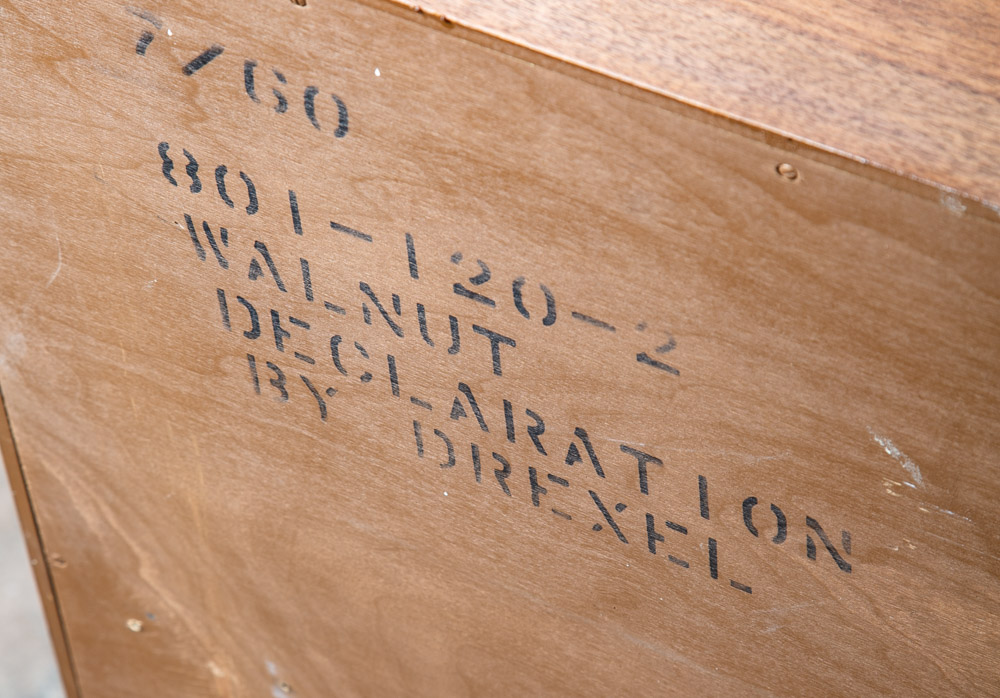 7/60
801-120-2
WALNUT
DECLARATION
BY DREXEL